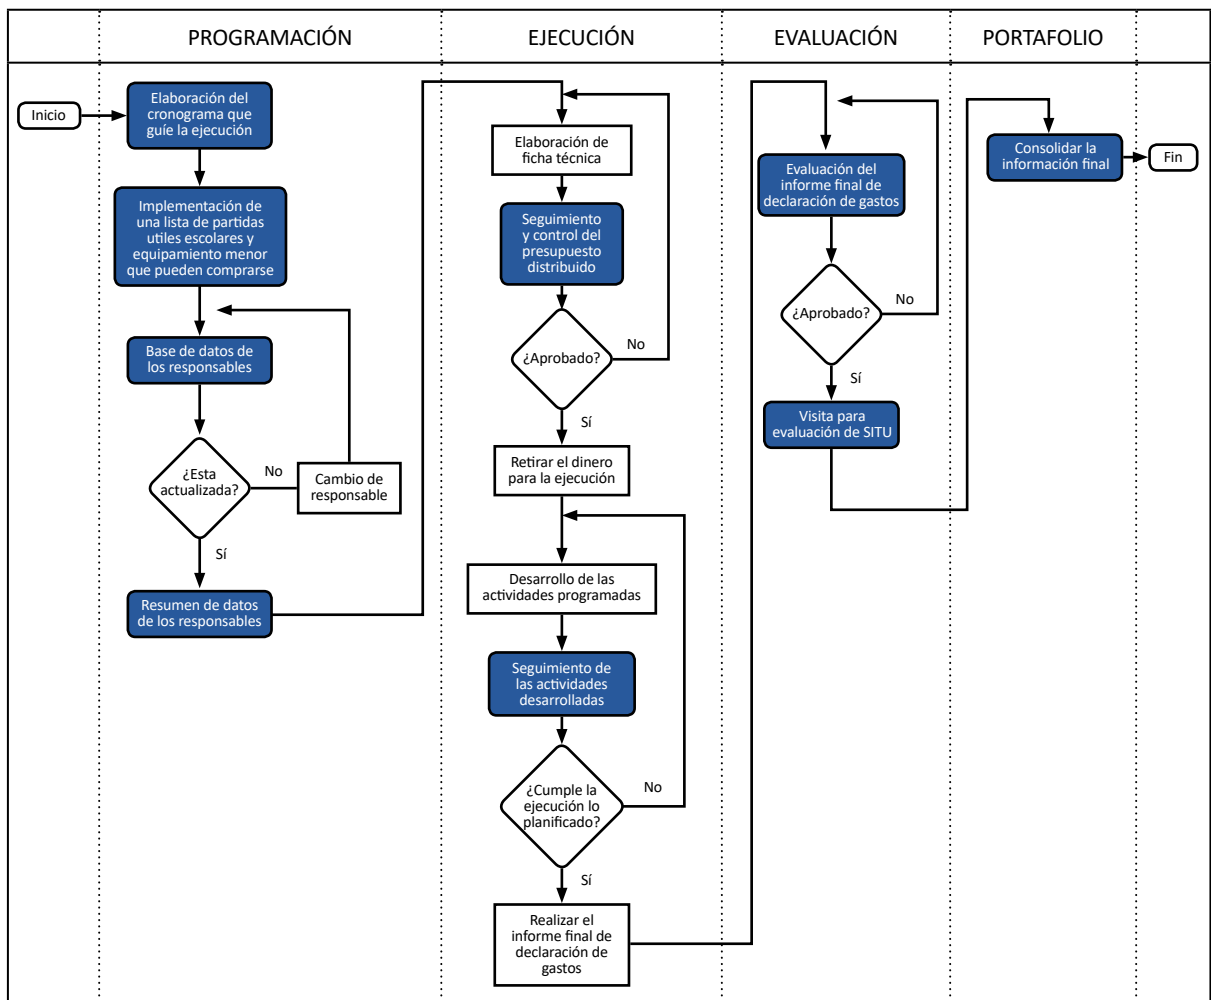 PROGRAMACIÓN
EJECUCIÓN
EVALUACIÓN
PORTAFOLIO
Inicio
Elaboración del
cronograma que
guíe la ejecución
Implementación de
una lista de partidas
utiles escolares y
equipamiento menor
que pueden comprarse
Base de datos de
los responsables
¿Esta
actualizada?
No
Cambio de
responsable
Sí
Resumen de datos
de los responsables
Elaboración de
ficha técnica
Seguimiento
y control del
presupuesto
distribuido
¿Aprobado?
No
Sí
Retirar el dinero
para la ejecución
Desarrollo de las
actividades programadas
Seguimiento de
las actividades
desarrolladas
¿Cumple la
ejecución lo
planificado?
No
Sí
Realizar el
informe final de
declaración de
gastos
Evaluación del
informe final de
declaración de gastos
¿Aprobado?
No
Sí
Visita para
evaluación de SITU
Consolidar la
información final
Fin